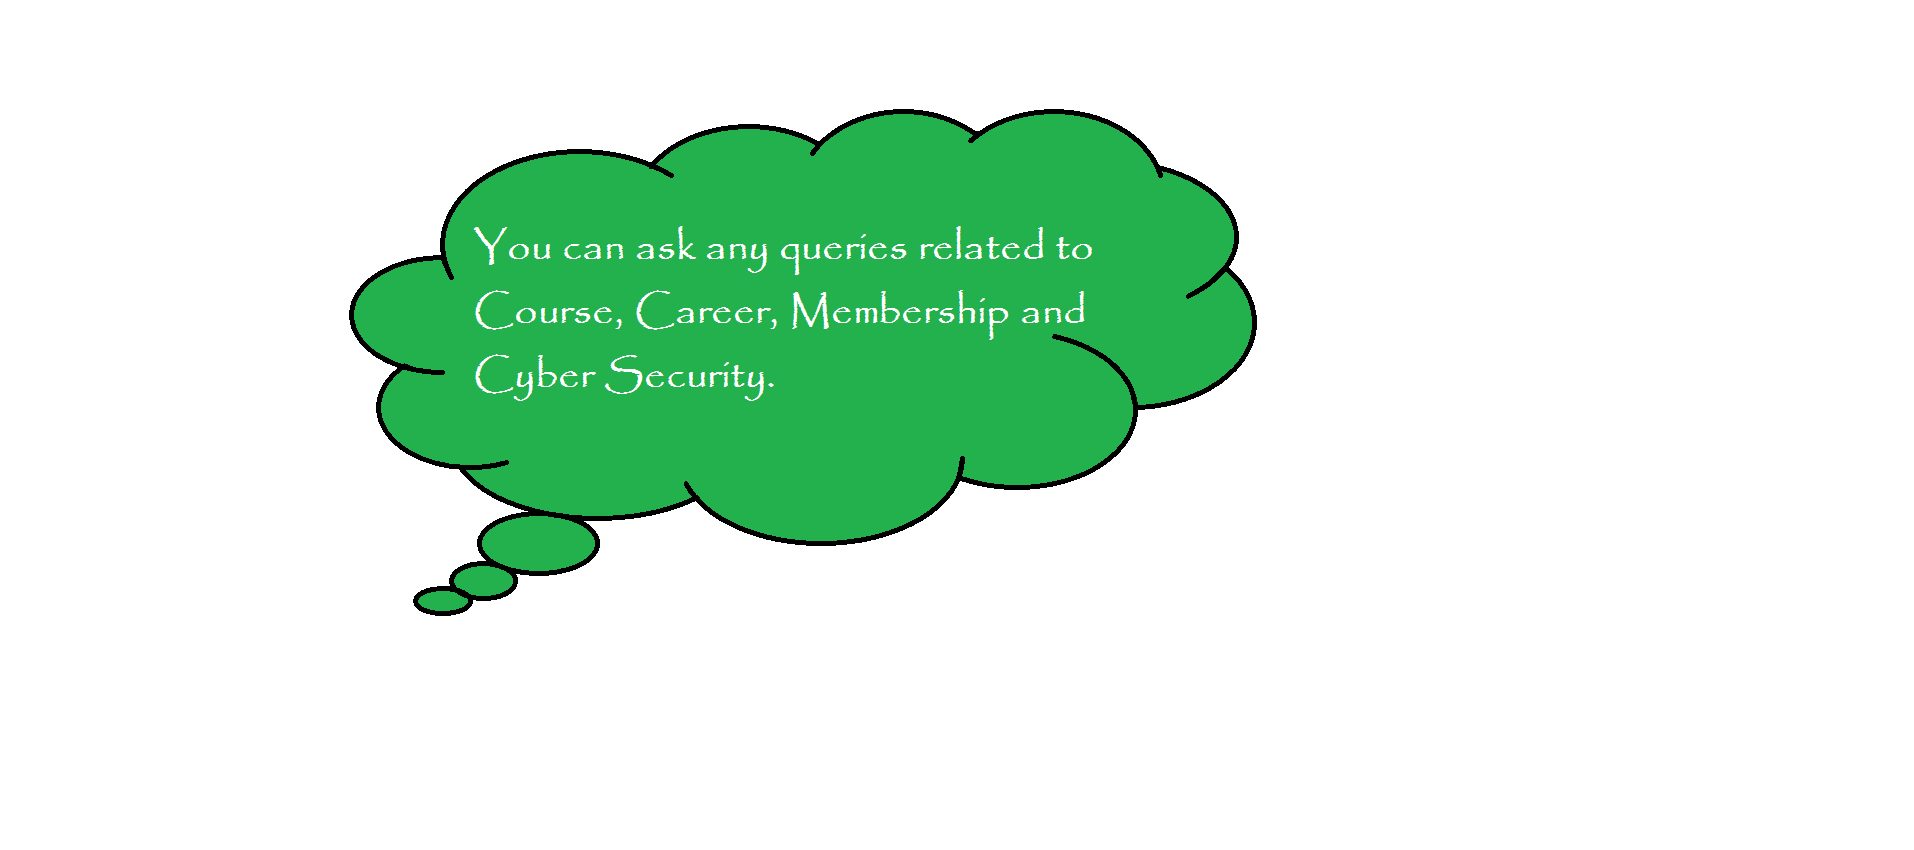 You can ask any queries related to
Course, Career, Membership and
Cyber Security.